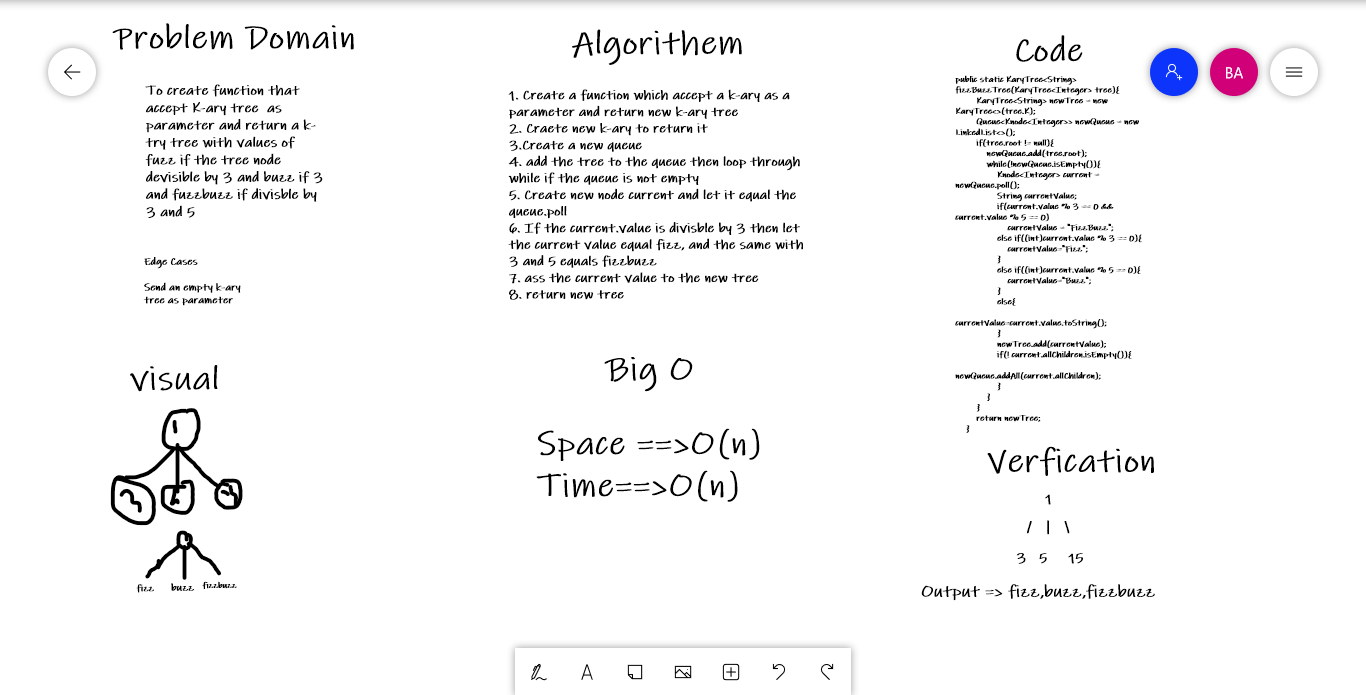 Problem Domain
To create function that
accept K-ary tree as
parameter and return a k-
try tree with values of
fuzz if the tree node
devisible by 3 and buzz if 3
and fuzzbuzz if divisble by
3 and 5
Edge Cases
Send an empty k-ary
tree as parameter
visual
1
fizz buzz fizzbuzz
Algorithem
1. Create a function which accept a k-ary as a
parameter and return new k-ary tree
2. Craete new k-ary to return it
3.Create a new queue
4. add the tree to the queue then loop through
while if the queue is not empty
5. Create new node current and let it equal the
queue.poll
6. If the current.value is divisble by 3 then let
the current value equal fizz, and the same with
3 and 5 equals fizzbuzz
7. ass the current value to the new tree
8. return new tree
Big O
Space ==>O(n)
Time==>O(n)
Code
public static KaryTree<String>
fizzBuzzTree(KaryTree<Integer> tree){
KaryTree<String> newTree = new
KaryTree<>(tree.K);
Queue<Knode<Integer>> newQueue = new
LinkedList<>();
if(tree.root != null){
newQueue.add(tree.root);
while(!newQueue.isEmpty()){
Knode<Integer> current =
newQueue.poll();
String currentValue;
if(current.value % 3 == 0 &&
current.value % 5 == 0)
currentValue = "FizzBuzz";
else if((int)current.value % 3 == 0){
currentValue="Fizz";
}
else if((int)current.value % 5 == 0){
currentValue="Buzz";
}
else{
currentValue=current.value.toString();
}
newTree.add(currentValue);
if(! current.allChildren.isEmpty()){
newQueue.addAll(current.allChildren);
}
}
}
return newTree;
}
Verfication
1
/ | \
3 5 15
Output => fizz,buzz,fizzbuzz
BA
A